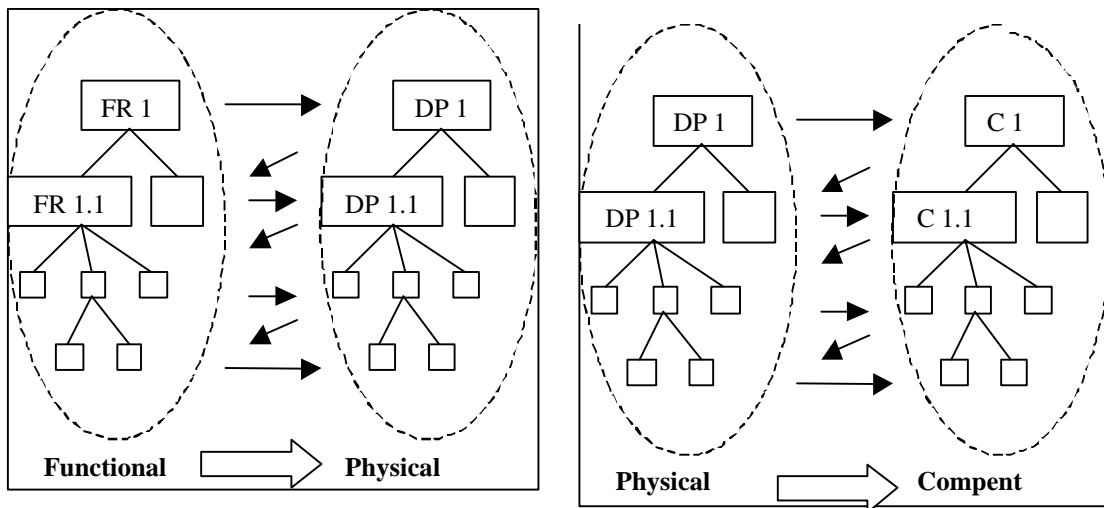 FR 1
DP 1
FR 1.1
DP 1.1
Functional
Physical
DP 1
C 1
DP 1.1
C 1.1
Physical
Compent